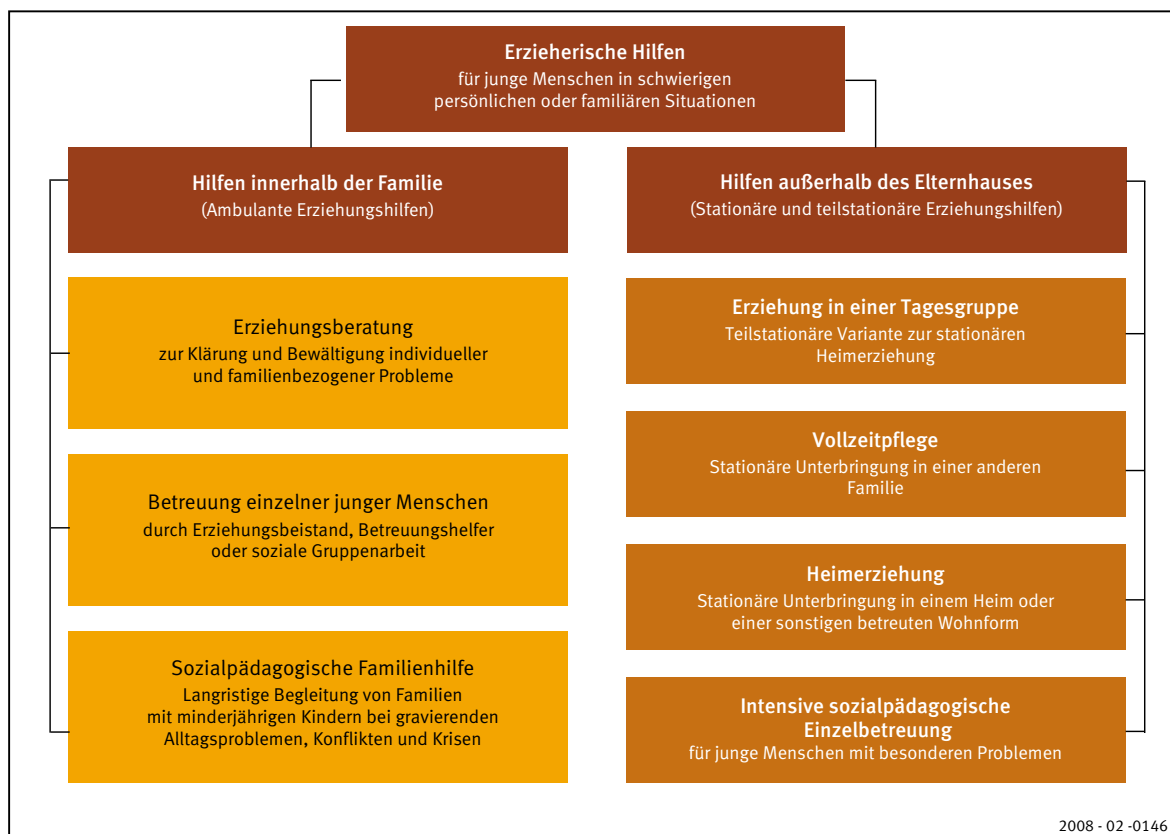 Erzieherische Hilfen
für junge Menschen in schwierigen
persönlichen oder familiären Situationen
Hilfen innerhalb der Familie
(Ambulante Erziehungshilfen)
Erziehungsberatung
zur Klärung und Bewältigung individueller
und familienbezogener Probleme
Betreuung einzelner junger Menschen
durch Erziehungsbeistand, Betreuungshelfer
oder soziale Gruppenarbeit
Sozialpädagogische Familienhilfe
Langristige Begleitung von Familien
mit minderjährigen Kindern bei gravierenden
Alltagsproblemen, Konflikten und Krisen
Hilfen außerhalb des Elternhauses
(Stationäre und teilstationäre Erziehungshilfen)
Erziehung in einer Tagesgruppe
Teilstationäre Variante zur stationären
Heimerziehung
Vollzeitpflege
Stationäre Unterbringung in einer anderen
Familie
Heimerziehung
Stationäre Unterbringung in einem Heim oder
einer sonstigen betreuten Wohnform
Intensive sozialpädagogische
Einzelbetreuung
für junge Menschen mit besonderen Problemen
2008 - 02 -0146